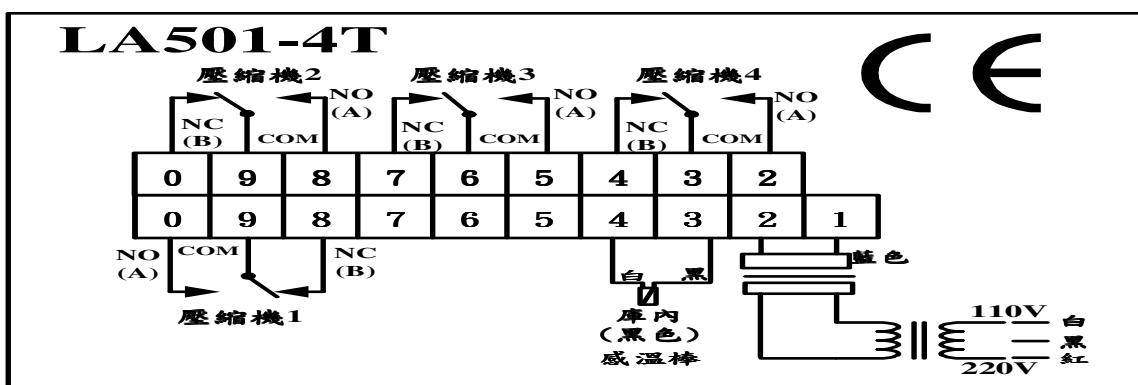 LA501-4T
CE
壓縮機2 壓縮機3 壓縮機4
NO NO NO
(A) (A) (A)
NC NC NC
(B) COM (B) COM (B) COM
0 9 8 7 6 5 4 3 2
0 9 8 7 6 5 4 3 2 1
NO COM NC
(A) (B)
藍色
白 黑
壓縮機1
庫內
(黑色)
感溫棒
110V 白
黑
220V 紅